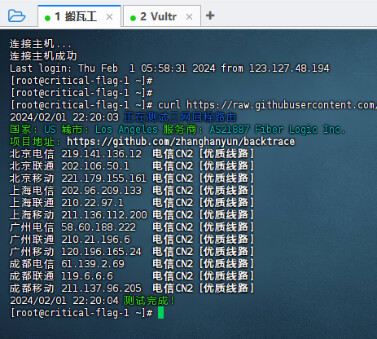 1 搬瓦工 × 2 Vultr × +
连接主机...
连接主机成功
Last login: Thu Feb  1 05:58:31 2024 from 123.127.48.194
[root@critical-flag-1 ~]#
[root@critical-flag-1 ~]#
[root@critical-flag-1 ~]# curl https://raw.githubusercontent.com/
2024/02/01 22:20:03 正在测试三网回程路由
国家: US 城市: Los Angeles 服务商: AS21887 Fiber Logic Inc.
项目地址: https://github.com/zhanghanyun/backtrace
北京电信 219.141.136.12  电信CN2 [优质线路]
北京联通 202.106.50.1    电信CN2 [优质线路]
北京移动 221.179.155.161 电信CN2 [优质线路]
上海电信 202.96.209.133  电信CN2 [优质线路]
上海联通 210.22.97.1     电信CN2 [优质线路]
上海移动 211.136.112.200 电信CN2 [优质线路]
广州电信 58.60.188.222   电信CN2 [优质线路]
广州联通 210.21.196.6    电信CN2 [优质线路]
广州移动 120.196.165.24  电信CN2 [优质线路]
成都电信 61.139.2.69     电信CN2 [优质线路]
成都联通 119.6.6.6       电信CN2 [优质线路]
成都移动 211.137.96.205  电信CN2 [优质线路]
2024/02/01 22:20:04 测试完成!
[root@critical-flag-1 ~]#